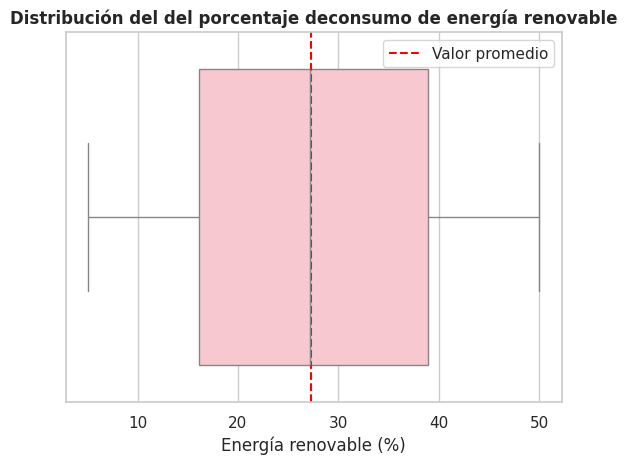 Distribución del del porcentaje deconsumo de energía renovable
Valor promedio
10 20 30 40 50
Energía renovable (%)